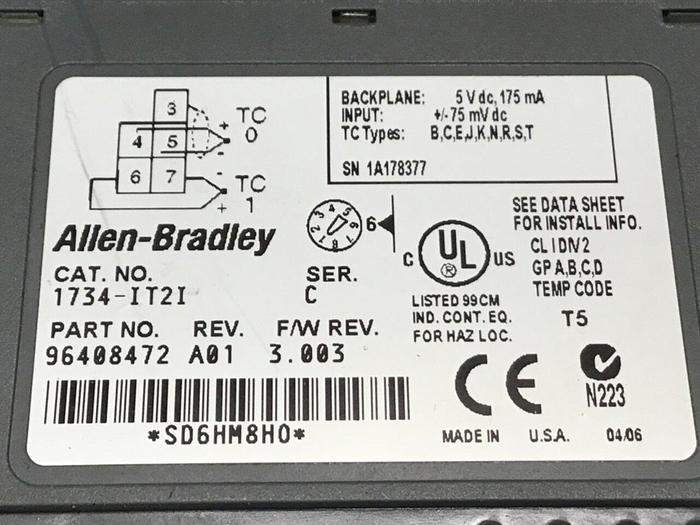 3
4 5
6 7
+ TC
- 0
- TC
+ 1
BACKPLANE: 5 Vdc, 175 mA
INPUT: +/-75 mV dc
TC Types: B,C,E,J,K,N,R,S,T
SN 1A178377
Allen-Bradley
6
C UL US
®
SEE DATA SHEET
FOR INSTALL INFO.
CL I DIV 2
GP A,B,C,D
TEMP CODE
T5
CAT. NO. SER.
1734-IT2I C
LISTED 99CM
IND. CONT. EQ.
FOR HAZ LOC.
PART NO. REV. F/W REV.
96408472 A01 3.003
CE
N223
*SD6HM8H0*
MADE IN U.S.A. 04/06